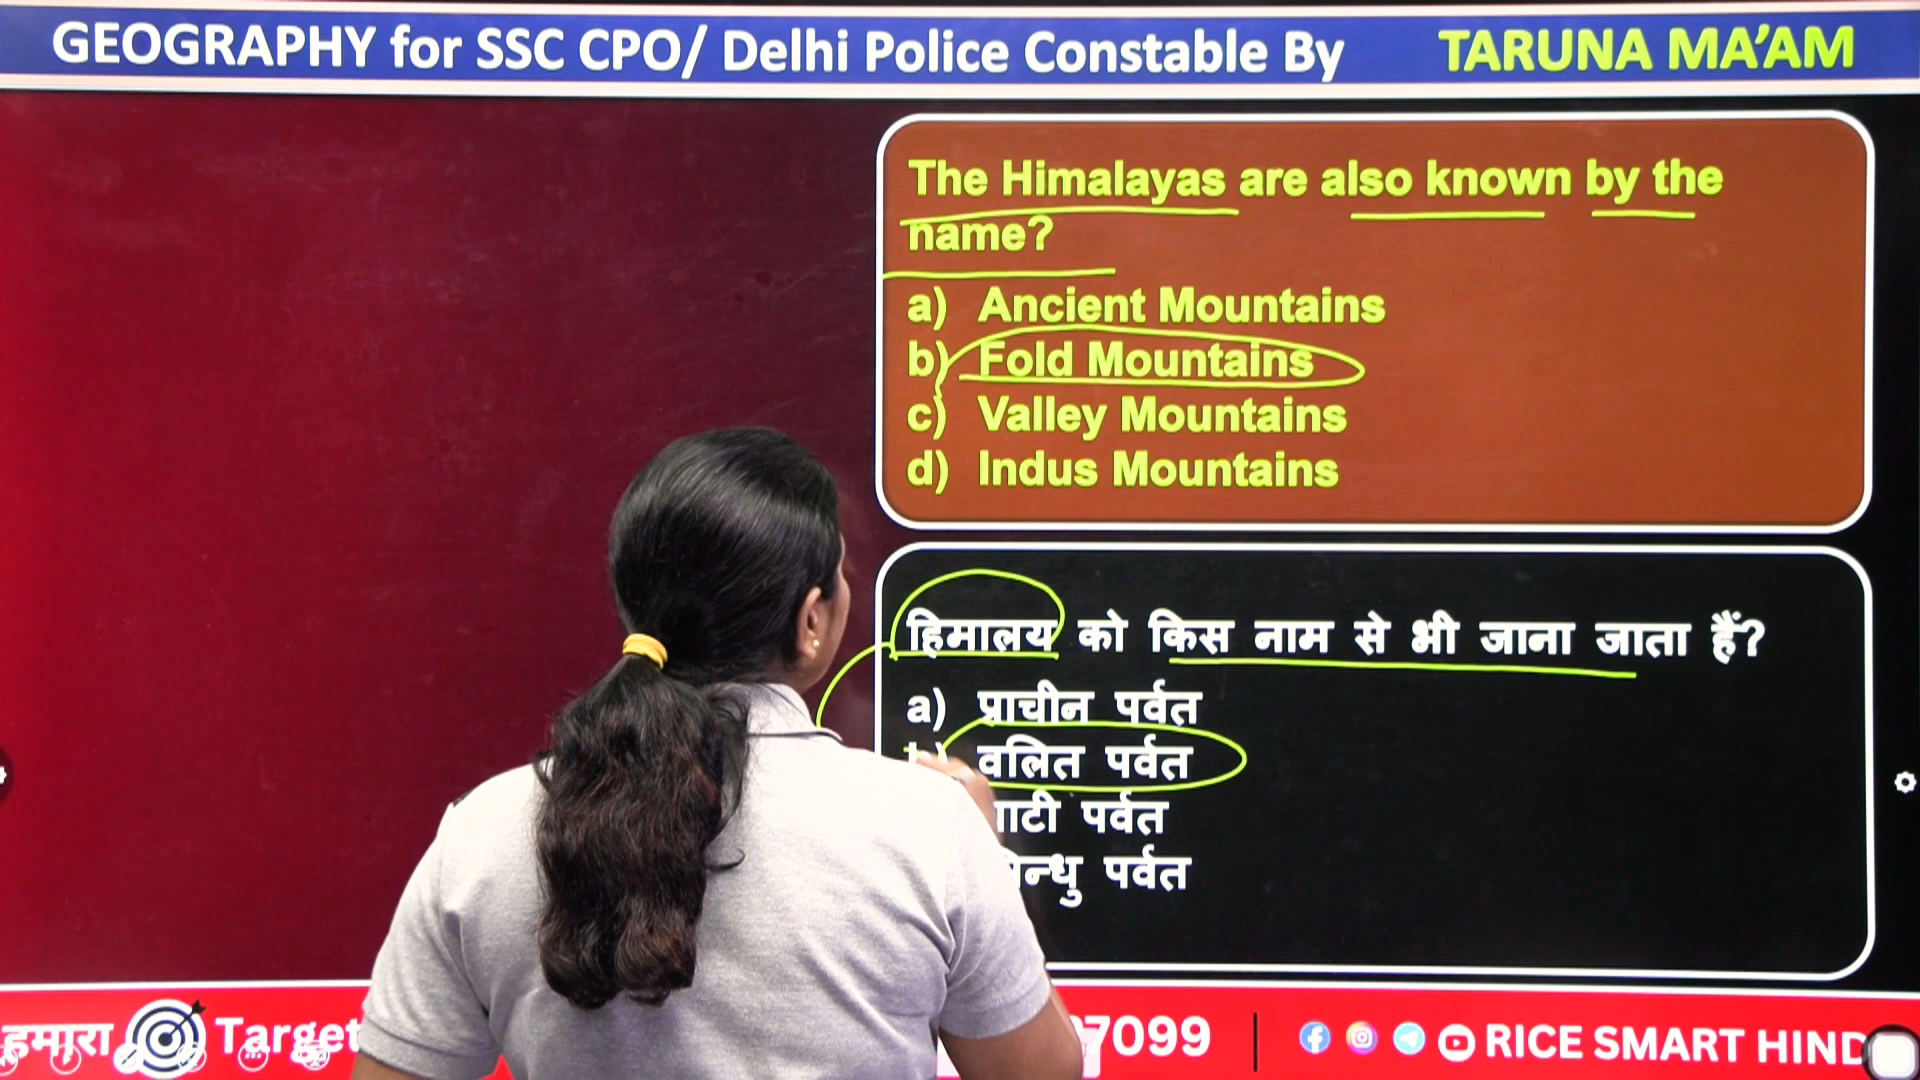 GEOGRAPHY for SSC CPO/ Delhi Police Constable By TARUNA MA'AM
The Himalayas are also known by the
name?
a) Ancient Mountains
b) Fold Mountains
c) Valley Mountains
d) Indus Mountains
हिमालय को किस नाम से भी जाना जाता हैं?
a) प्राचीन पर्वत
वलित पर्वत
पर्वत
पर्वत
हमारा Target 7099 RICE SMART HIND